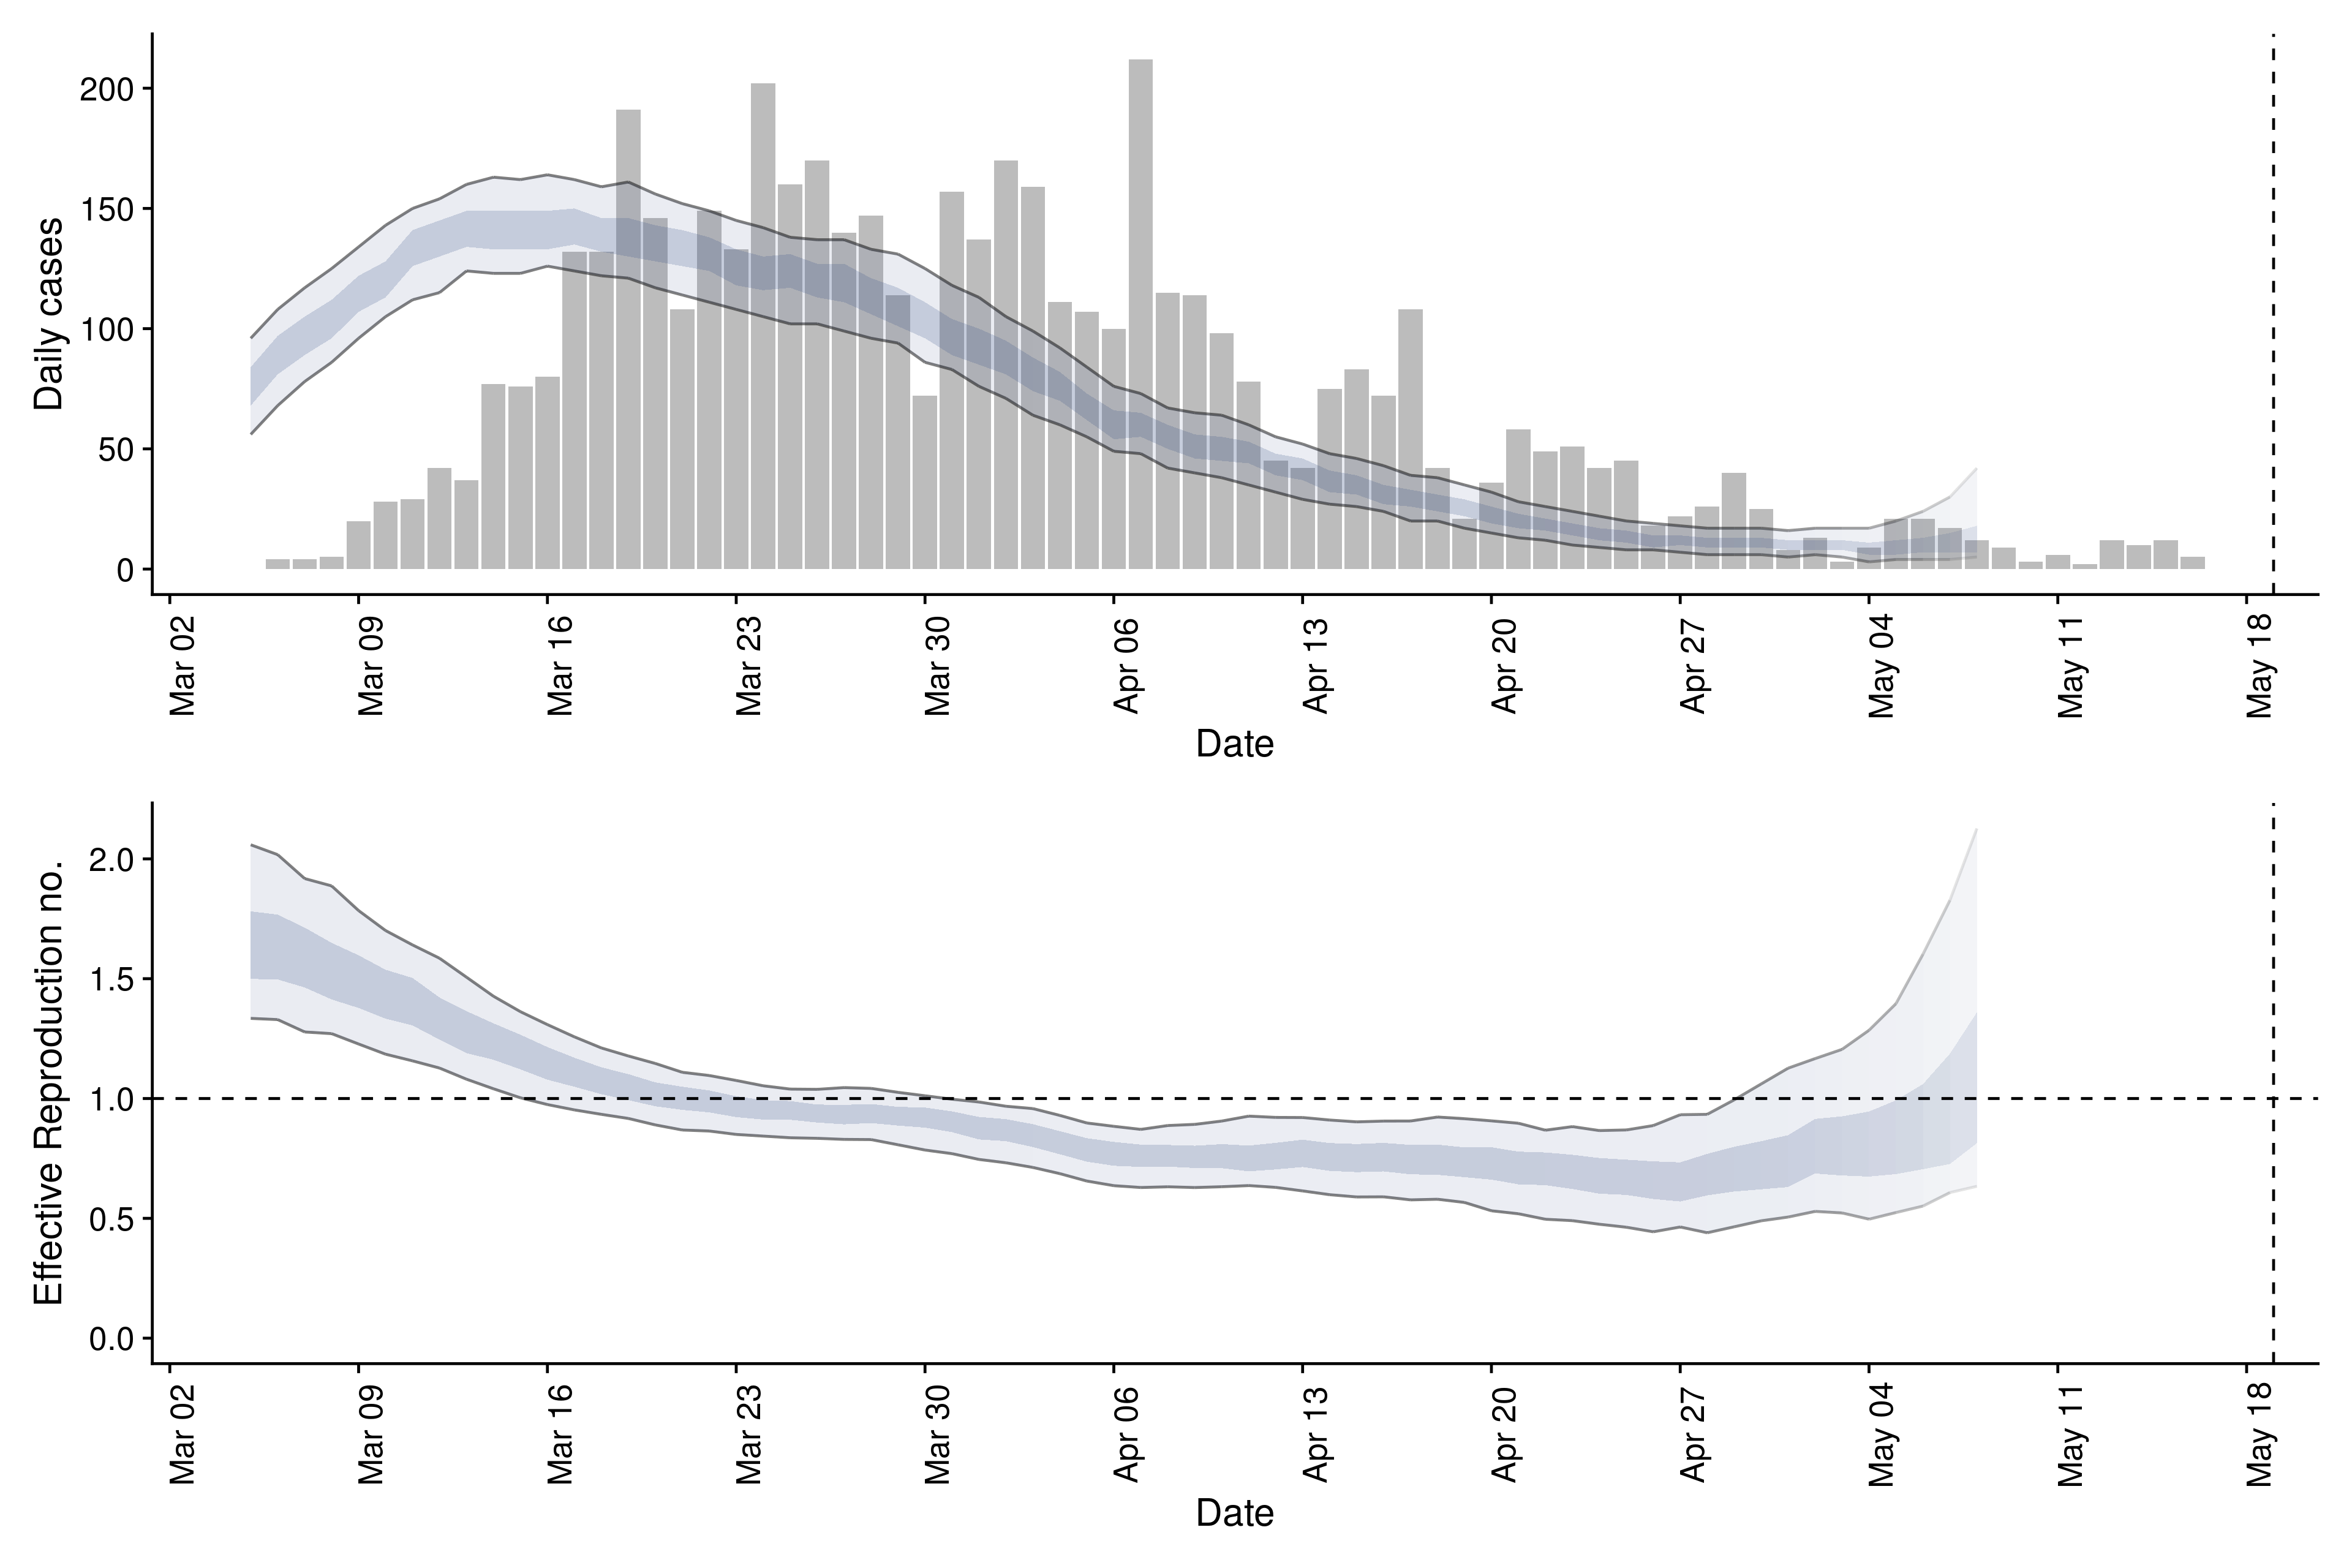 Daily cases
200
150
100
50
0
Mar 02
Mar 09
Mar 16
Mar 23
Mar 30
Apr 06
Apr 13
Apr 20
Apr 27
May 04
May 11
May 18
Date
Effective Reproduction no.
2.0
1.5
1.0
0.5
0.0
Mar 02
Mar 09
Mar 16
Mar 23
Mar 30
Apr 06
Apr 13
Apr 20
Apr 27
May 04
May 11
May 18
Date